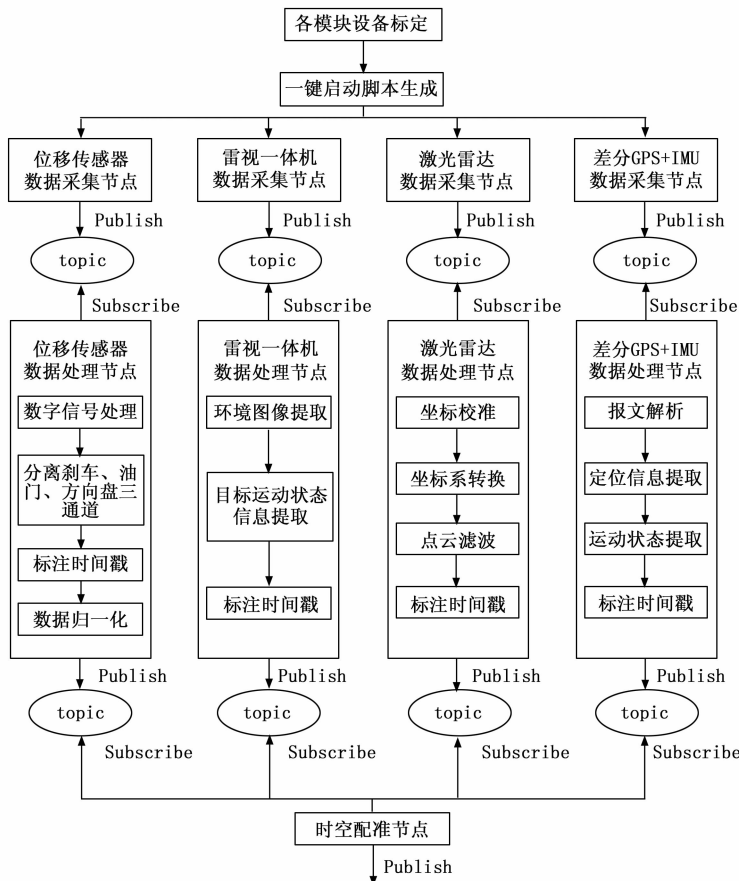 各模块设备标定
一键启动脚本生成
位移传感器
数据采集节点
雷视一体机
数据采集节点
激光雷达
数据采集节点
差分GPS+IMU
数据采集节点
Publish
Publish
Publish
Publish
topic
topic
topic
topic
Subscribe
Subscribe
Subscribe
Subscribe
位移传感器
数据处理节点
数字信号处理
分离刹车、油
门、方向盘三
通道
标注时间戳
数据归一化
雷视一体机
数据处理节点
环境图像提取
目标运动状态
信息提取
标注时间戳
激光雷达
数据处理节点
坐标校准
坐标系转换
点云滤波
标注时间戳
差分GPS+IMU
数据处理节点
报文解析
定位信息提取
运动状态提取
标注时间戳
Publish
Publish
Publish
Publish
topic
topic
topic
topic
Subscribe
Subscribe
Subscribe
Subscribe
时空配准节点
Publish